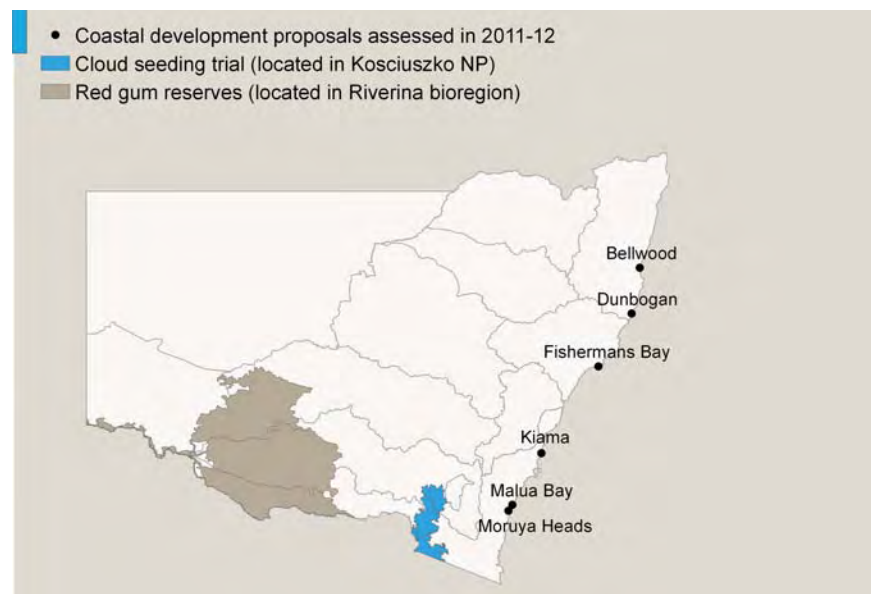 Coastal development proposals assessed in 2011-12
Cloud seeding trial (located in Kosciuszko NP)
Red gum reserves (located in Riverina bioregion)
Bellwood
Dunbogan
Fishermans Bay
Kiama
Malua Bay
Moruya Heads